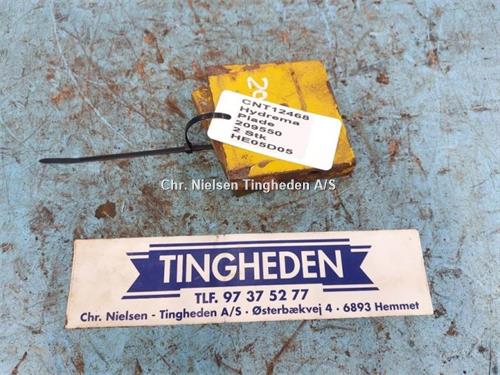 20
CNT12468
Hydrema
Plade
209550
2 Stk
HE05D05
Chr. Nielsen Tingheden A/S
TINGHEDEN
TLF. 97 37 52 77
Chr. Nielsen - Tingheden A/S · Østerbækvej 4 · 6893 Hemmet